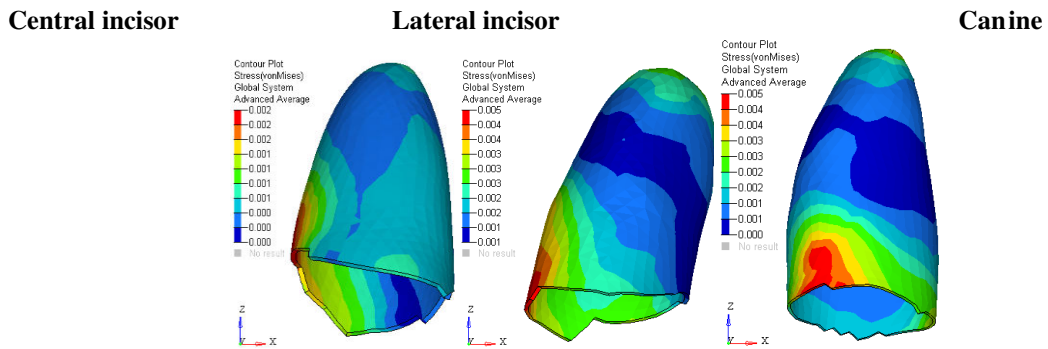 Central incisor Lateral incisor Canine
Contour Plot
Stress(vonMises)
Global System
Advanced Average
0.002
0.002
0.001
0.001
0.001
0.001
0.001
0.000
0.000
0.000
No result
Z
Y X
Contour Plot
Stress(vonMises)
Global System
Advanced Average
0.005
0.004
0.004
0.003
0.003
0.002
0.002
0.001
0.001
0.001
No result
Z
Y X
Contour Plot
Stress(vonMises)
Global System
Advanced Average
0.005
0.004
0.004
0.003
0.003
0.002
0.002
0.001
0.001
0.000
No result
Z
Y X